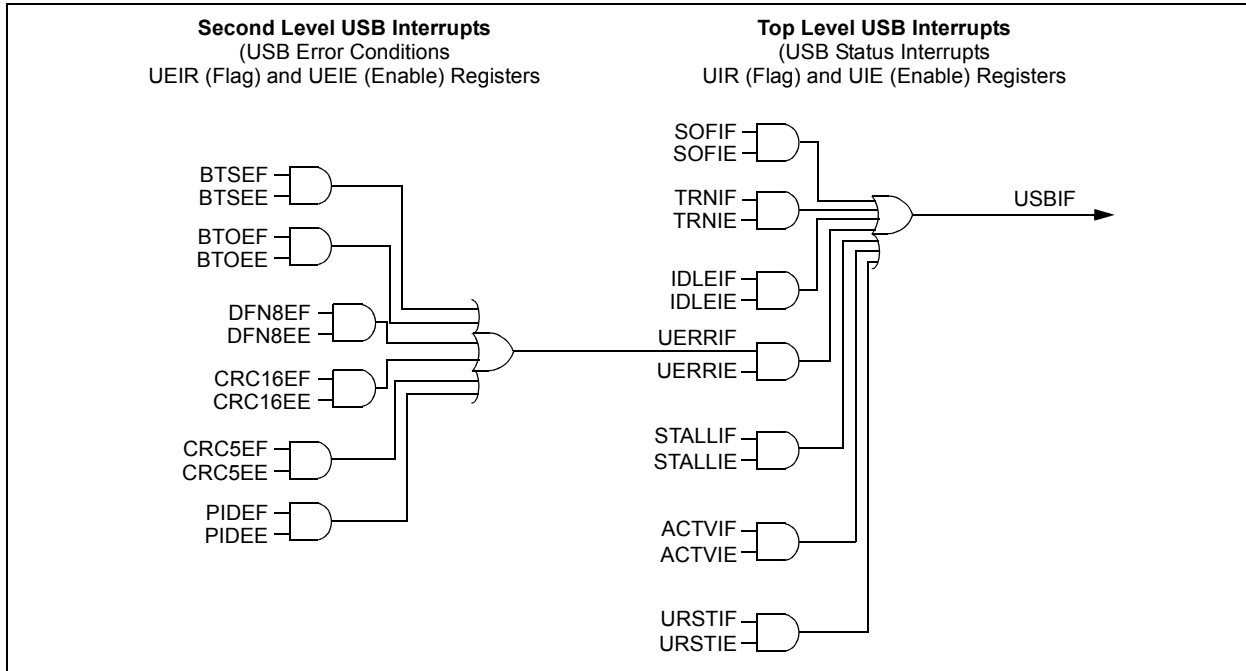 Second Level USB Interrupts
(USB Error Conditions
UEIR (Flag) and UEIE (Enable) Registers
BTSEF
BTSEE
BTOEF
BTOEE
DFN8EF
DFN8EE
CRC16EF
CRC16EE
CRC5EF
CRC5EE
PIDEF
PIDEE
Top Level USB Interrupts
(USB Status Interrupts
UIR (Flag) and UIE (Enable) Registers
SOFIF
SOFIE
TRNIF
TRNIE
IDLEIF
IDLEIE
UERRIF
UERRIE
STALLIF
STALLIE
ACTVIF
ACTVIE
URSTIF
URSTIE
USBIF